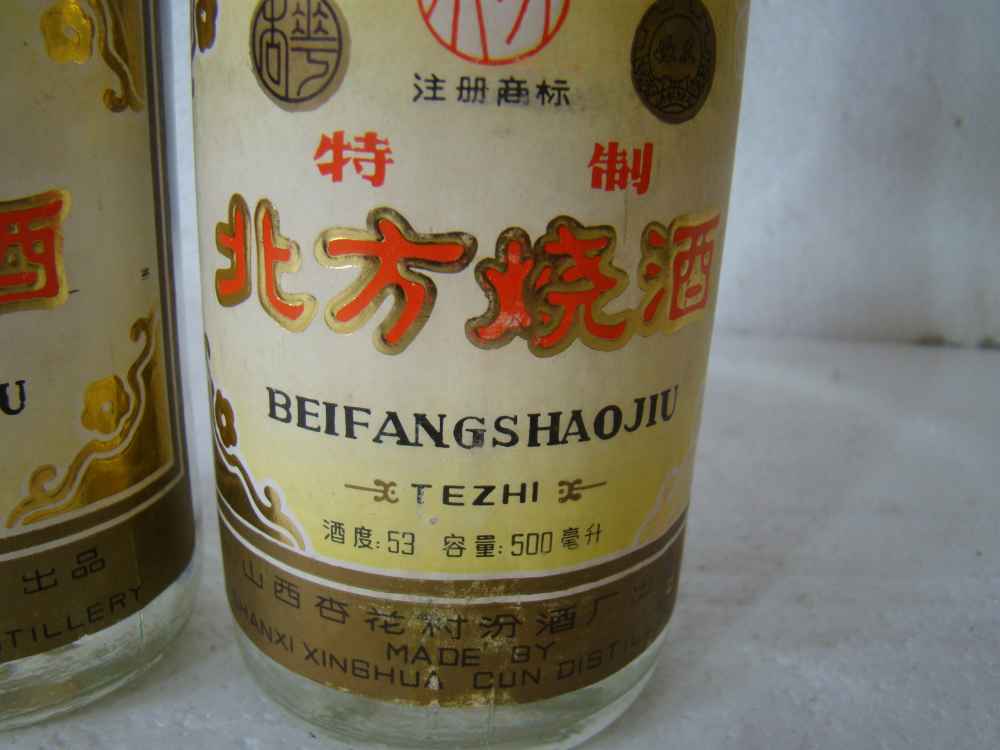 注册商标
特 制
北方烧酒
BEIFANGSHAOJIU
TEZHI
酒度:53 容量:500毫升
山西杏花村汾酒厂
MADE BY
SHANXI XINGHUA CUN DISTILL
酒
U
出品
STILLERY